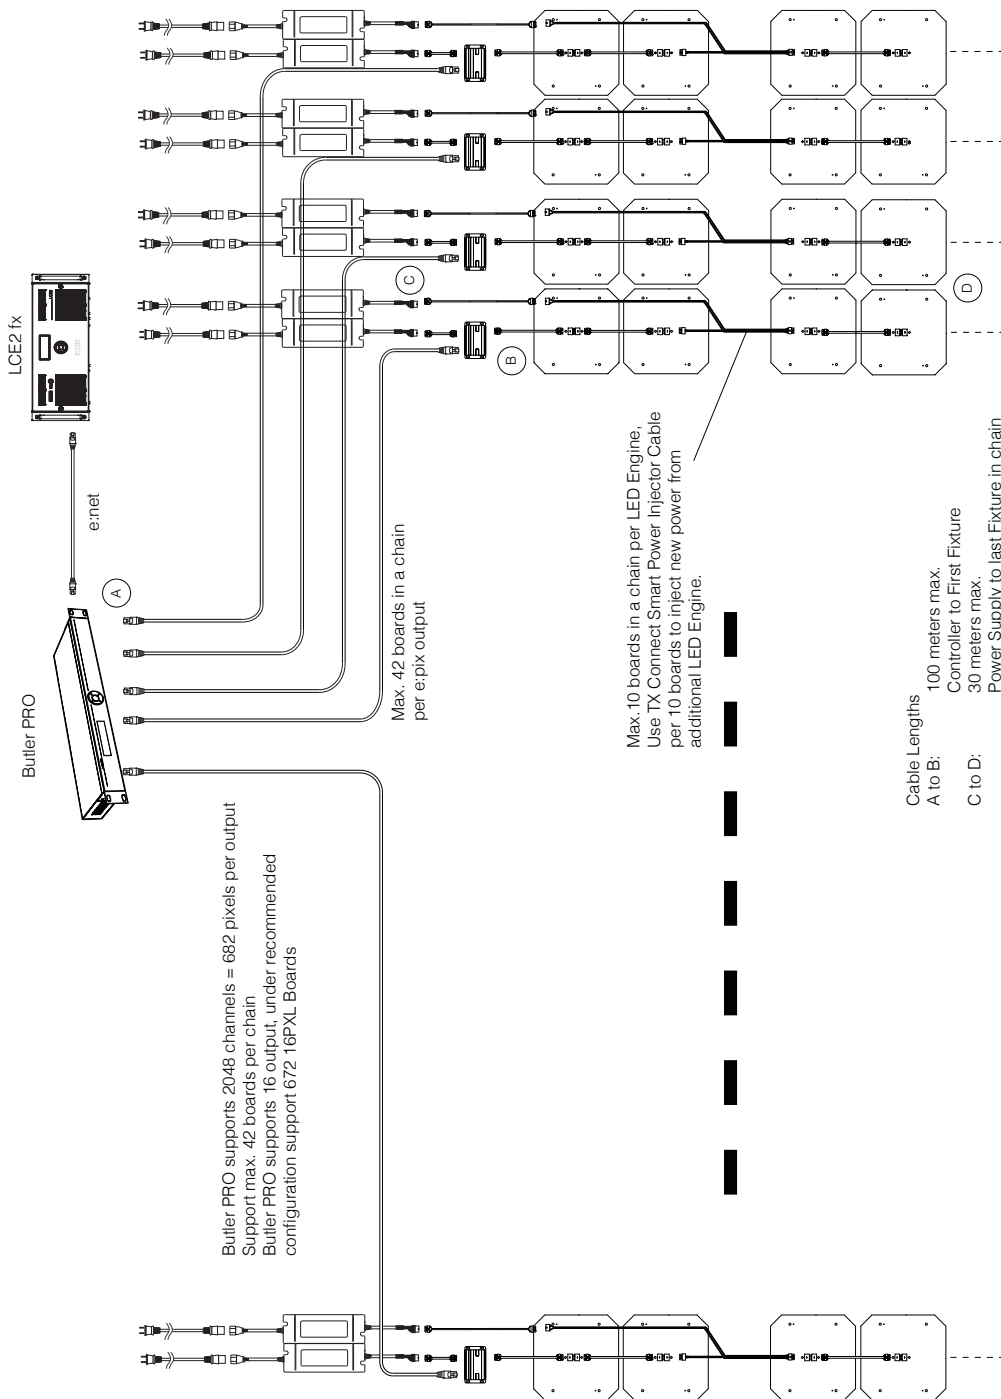 LCE2 fx
e:net
Butler PRO
A
B
C
D
Max. 42 boards in a chain
per e:pix output
Butler PRO supports 2048 channels = 682 pixels per output
Support max. 42 boards per chain
Butler PRO supports 16 output, under recommended
configuration support 672 16PXL Boards
Max.10 boards in a chain per LED Engine,
Use TX Connect Smart Power Injector Cable
per 10 boards to inject new power from
additional LED Engine.
Cable Lengths
A to B: 100 meters max.
Controller to First Fixture
C to D: 30 meters max.
Power Supply to last Fixture in chain